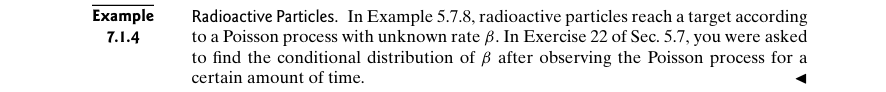 Example
7.1.4
Radioactive Particles. In Example 5.7.8, radioactive particles reach a target according
to a Poisson process with unknown rate β. In Exercise 22 of Sec. 5.7, you were asked
to find the conditional distribution of β after observing the Poisson process for a
certain amount of time. ◄